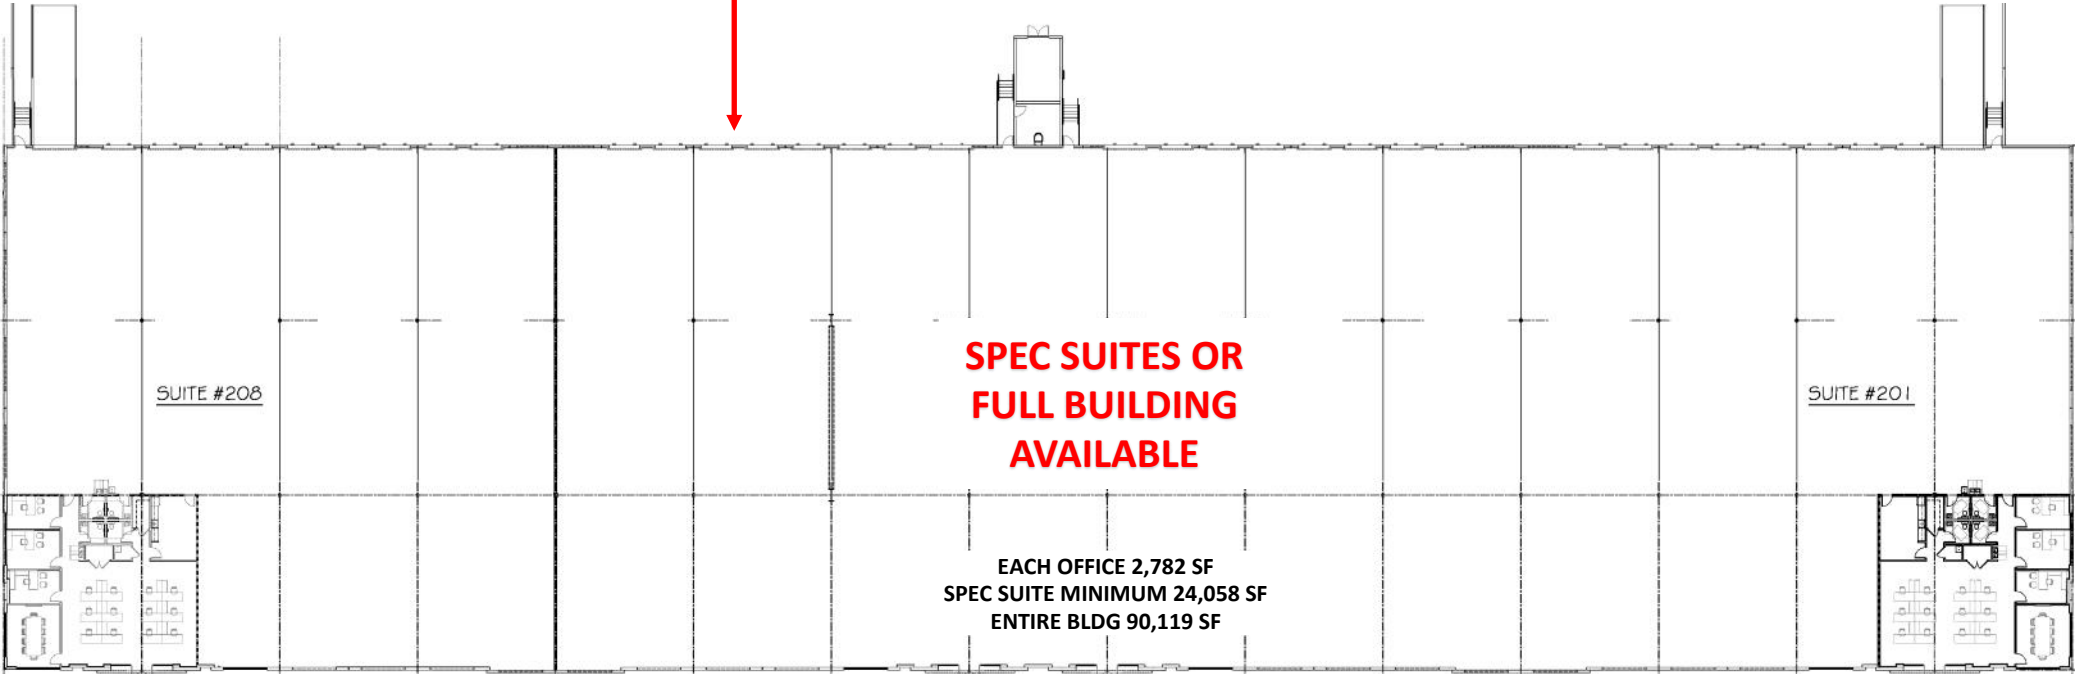 SPEC SUITES OR
FULL BUILDING
AVAILABLE
SUITE #208
SUITE #201
EACH OFFICE 2,782 SF
SPEC SUITE MINIMUM 24,058 SF
ENTIRE BLDG 90,119 SF